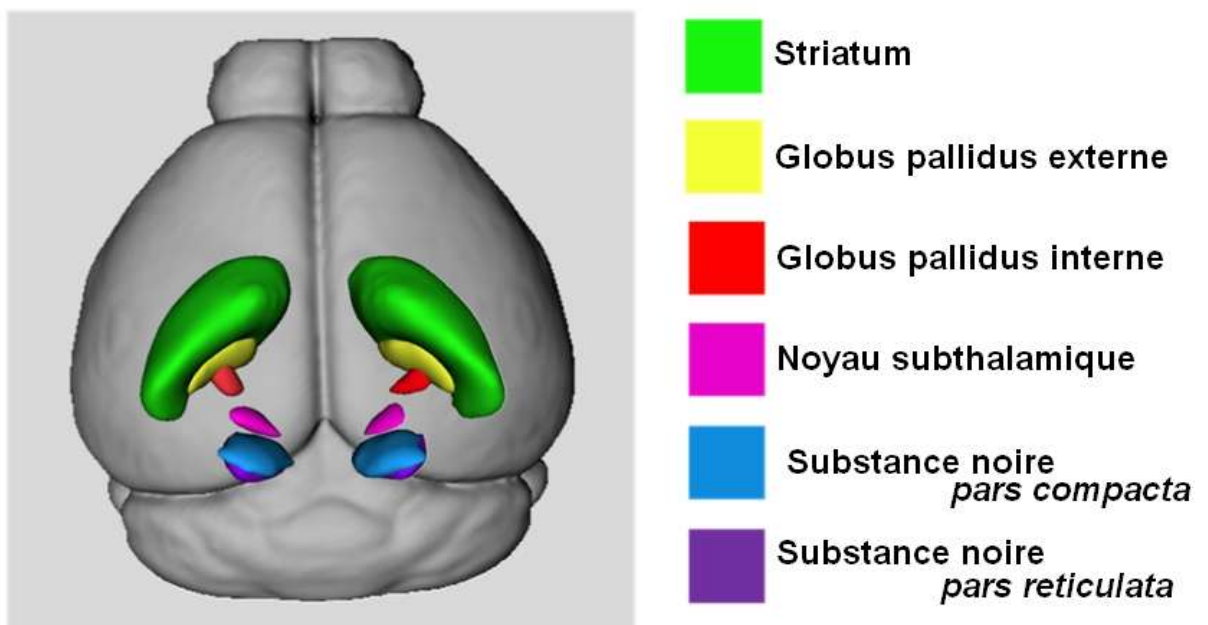 Striatum
Globus pallidus externe
Globus pallidus interne
Noyau subthalamique
Substance noire
pars compacta
Substance noire
pars reticulata